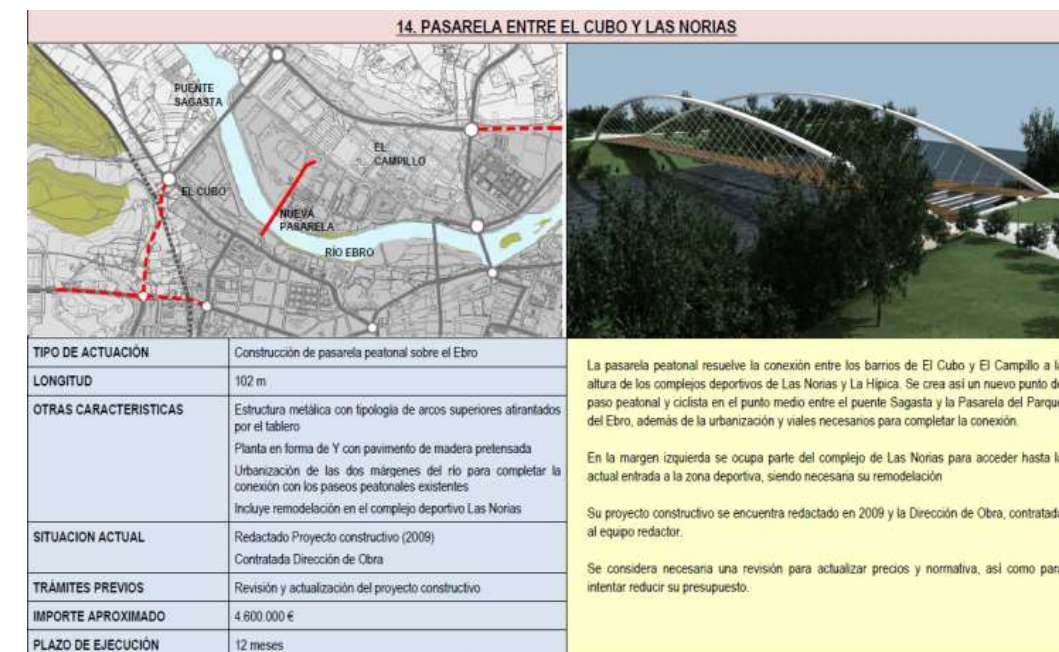 14. PASARELA ENTRE EL CUBO Y LAS NORIAS
PUENTE
SAGASTA
EL
CAMPILLO
EL CUBO
NUEVA
PASARELA
RÍO EBRO
TIPO DE ACTUACIÓN
Construcción de pasarela peatonal sobre el Ebro
LONGITUD
102 m
OTRAS CARACTERISTICAS
Estructura metálica con tipología de arcos superiores atirantados
por el tablero
Planta en forma de Y con pavimento de madera pretensada
Urbanización de las dos márgenes del río para completar la
conexión con los paseos peatonales existentes
Incluye remodelación en el complejo deportivo Las Norias
SITUACION ACTUAL
Redactado Proyecto constructivo (2009)
Contratada Dirección de Obra
TRÁMITES PREVIOS
Revisión y actualización del proyecto constructivo
IMPORTE APROXIMADO
4.600.000 €
PLAZO DE EJECUCIÓN
12 meses
La pasarela peatonal resuelve la conexión entre los barrios de El Cubo y El Campillo a
altura de los complejos deportivos de Las Norias y La Hípica. Se crea así un nuevo punto de
paso peatonal y ciclista en el punto medio entre el puente Sagasta y la Pasarela del Parque
del Ebro, además de la urbanización y viales necesarios para completar la conexión.
En la margen izquierda se ocupa parte del complejo de Las Norias para acceder hasta
actual entrada a la zona deportiva, siendo necesaria su remodelación
Su proyecto constructivo se encuentra redactado en 2009 y la Dirección de Obra, contratada
al equipo redactor.
Se considera necesaria una revisión para actualizar precios y normativa, así como para
intentar reducir su presupuesto.